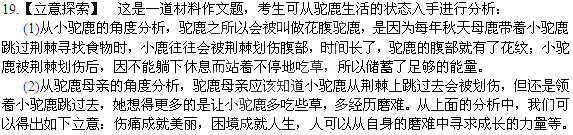 19.【立意探索】 这是一道材料作文题，考生可从驼鹿生活的状态入手进行分析：
(1)从小驼鹿的角度分析，驼鹿之所以会被叫做花腹驼鹿，是因为每年秋天母鹿带着小驼鹿
跳过荆棘寻找食物时，小鹿往往会被荆棘划伤腹部，时间长了，驼鹿的腹部就有了花纹；小驼
鹿被荆棘划伤后，因不能躺下休息而站着不停地吃草，所以储蓄了足够的能量。
(2)从驼鹿母亲的角度分析，驼鹿母亲应该知道小驼鹿从荆棘上跳过去会被划伤，但还是领
着小驼鹿跳过去，她想得更多的是让小驼鹿多吃些草，多经历磨难。从上面的分析中，我们可
以得出如下立意：伤痛成就美丽，困境成就人生，人可以从自身的磨难中寻求成长的力量等。